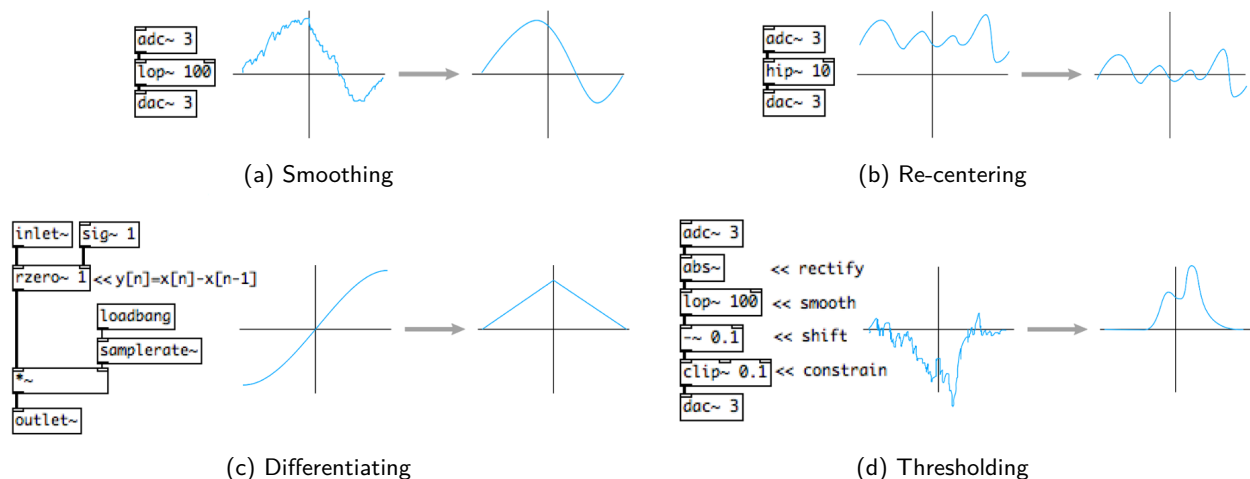 adc~ 3
lop~ 100
dac~ 3
(a) Smoothing
adc~ 3
hip~ 10
dac~ 3
(b) Re-centering
inlet~ sig~ 1
rzero~ 1 << y[n]=x[n]-x[n-1]
loadbang
samplerate~
*~
outlet~
(c) Differentiating
adc~ 3
abs~ << rectify
lop~ 100 << smooth
-~ 0.1 << shift
clip~ 0.1 << constrain
dac~ 3
(d) Thresholding